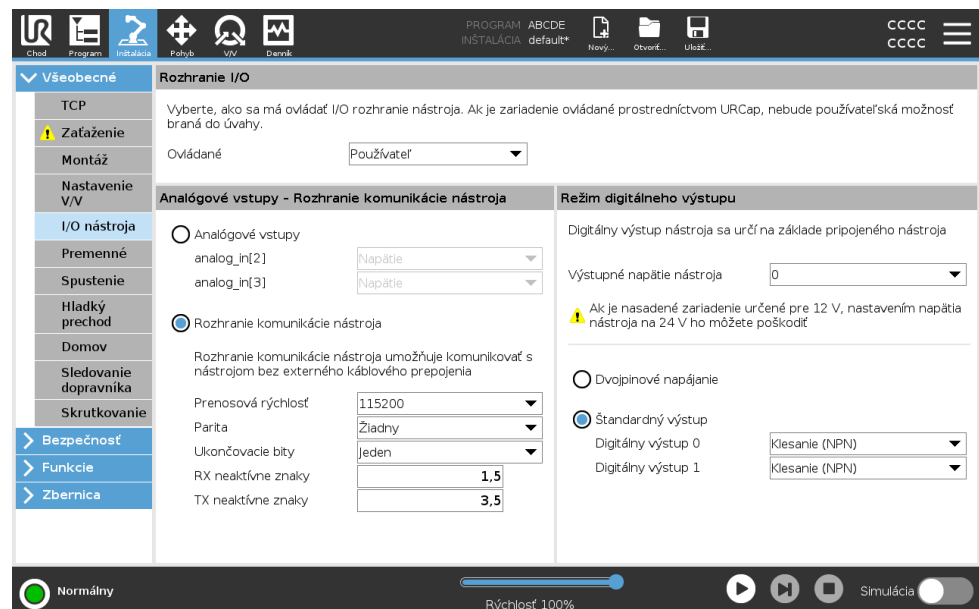 UR
Chod
Program
Inštalácia
Pohyb
V/V
Denník
PROGRAM ABCDE
INŠTALÁCIA default*
Nový...
Otvoriť...
Uložiť...
CCCC
CCCC
Všeobecné
TCP
Zaťaženie
Montáž
Nastavenie
V/V
I/O nástroja
Premenné
Spustenie
Hladký
prechod
Domov
Sledovanie
dopravníka
Skrutkovanie
Bezpečnosť
Funkcie
Zbernica
Rozhranie I/O
Vyberte, ako sa má ovládať I/O rozhranie nástroja. Ak je zariadenie ovládané prostredníctvom URCap, nebude používateľská možnosť
braná do úvahy.
Ovládané
Používateľ
Analógové vstupy - Rozhranie komunikácie nástroja
Analógové vstupy
analog_in[2] Napätie
analog_in[3] Napätie
Rozhranie komunikácie nástroja
Rozhranie komunikácie nástroja umožňuje komunikovať s
nástrojom bez externého káblového prepojenia
Prenosová rýchlosť 115200
Parita Žiadny
Ukončovacie bity Jeden
RX neaktívne znaky 1,5
TX neaktívne znaky 3,5
Režim digitálneho výstupu
Digitálny výstup nástroja sa určí na základe pripojeného nástroja
Výstupné napätie nástroja 0
Ak je nasadené zariadenie určené pre 12 V, nastavením napätia
nástroja na 24 V ho môžete poškodiť
Dvojpinové napájanie
Štandardný výstup
Digitálny výstup 0 Klesanie (NPN)
Digitálny výstup 1 Klesanie (NPN)
Normálny
Rýchlosť 100%
Simulácia